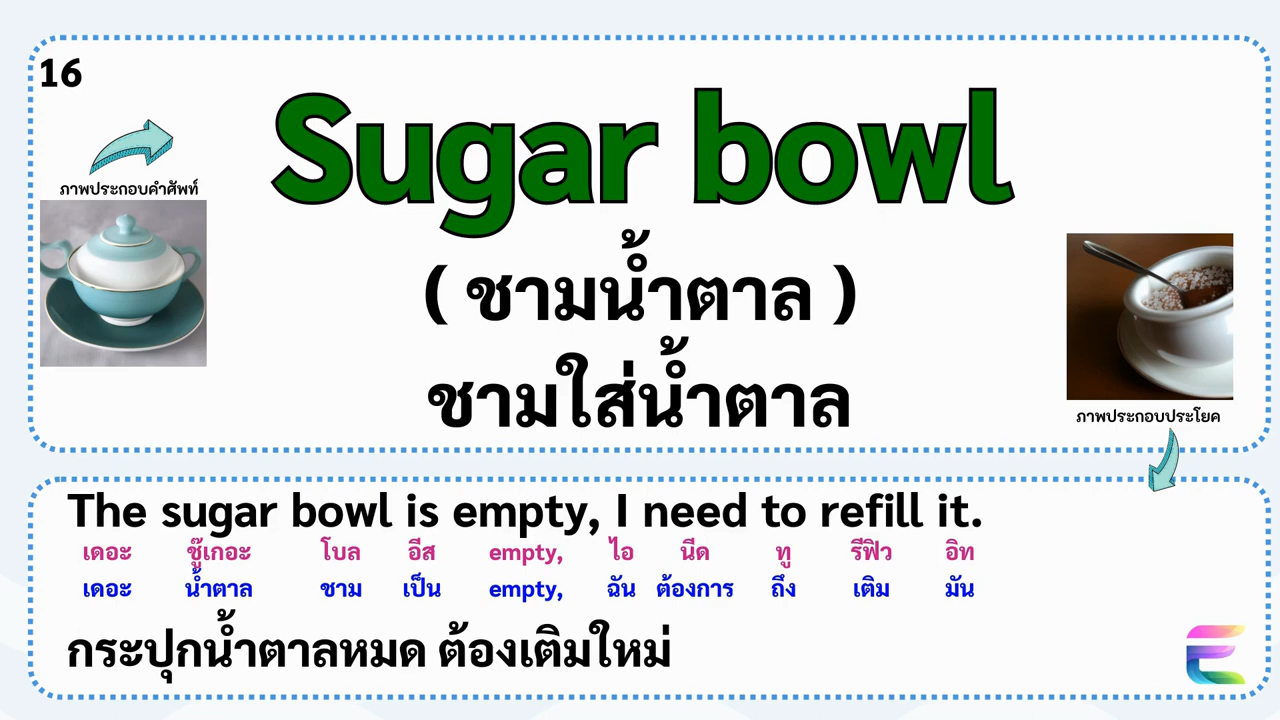 16
Sugar bowl
ภาพประกอบคำศัพท์
( ชามน้ำตาล )
ชามใส่น้ำตาล
ภาพประกอบประโยค
The sugar bowl is empty, I need to refill it.
เดอะ ชู๊เกอะ โบล อีส empty, ไอ นีด ทู รีฟิว อิท
เดอะ น้ำตาล ชาม เป็น empty, ฉัน ต้องการ ถึง เติม มัน
กระปุกน้ำตาลหมด ต้องเติมใหม่